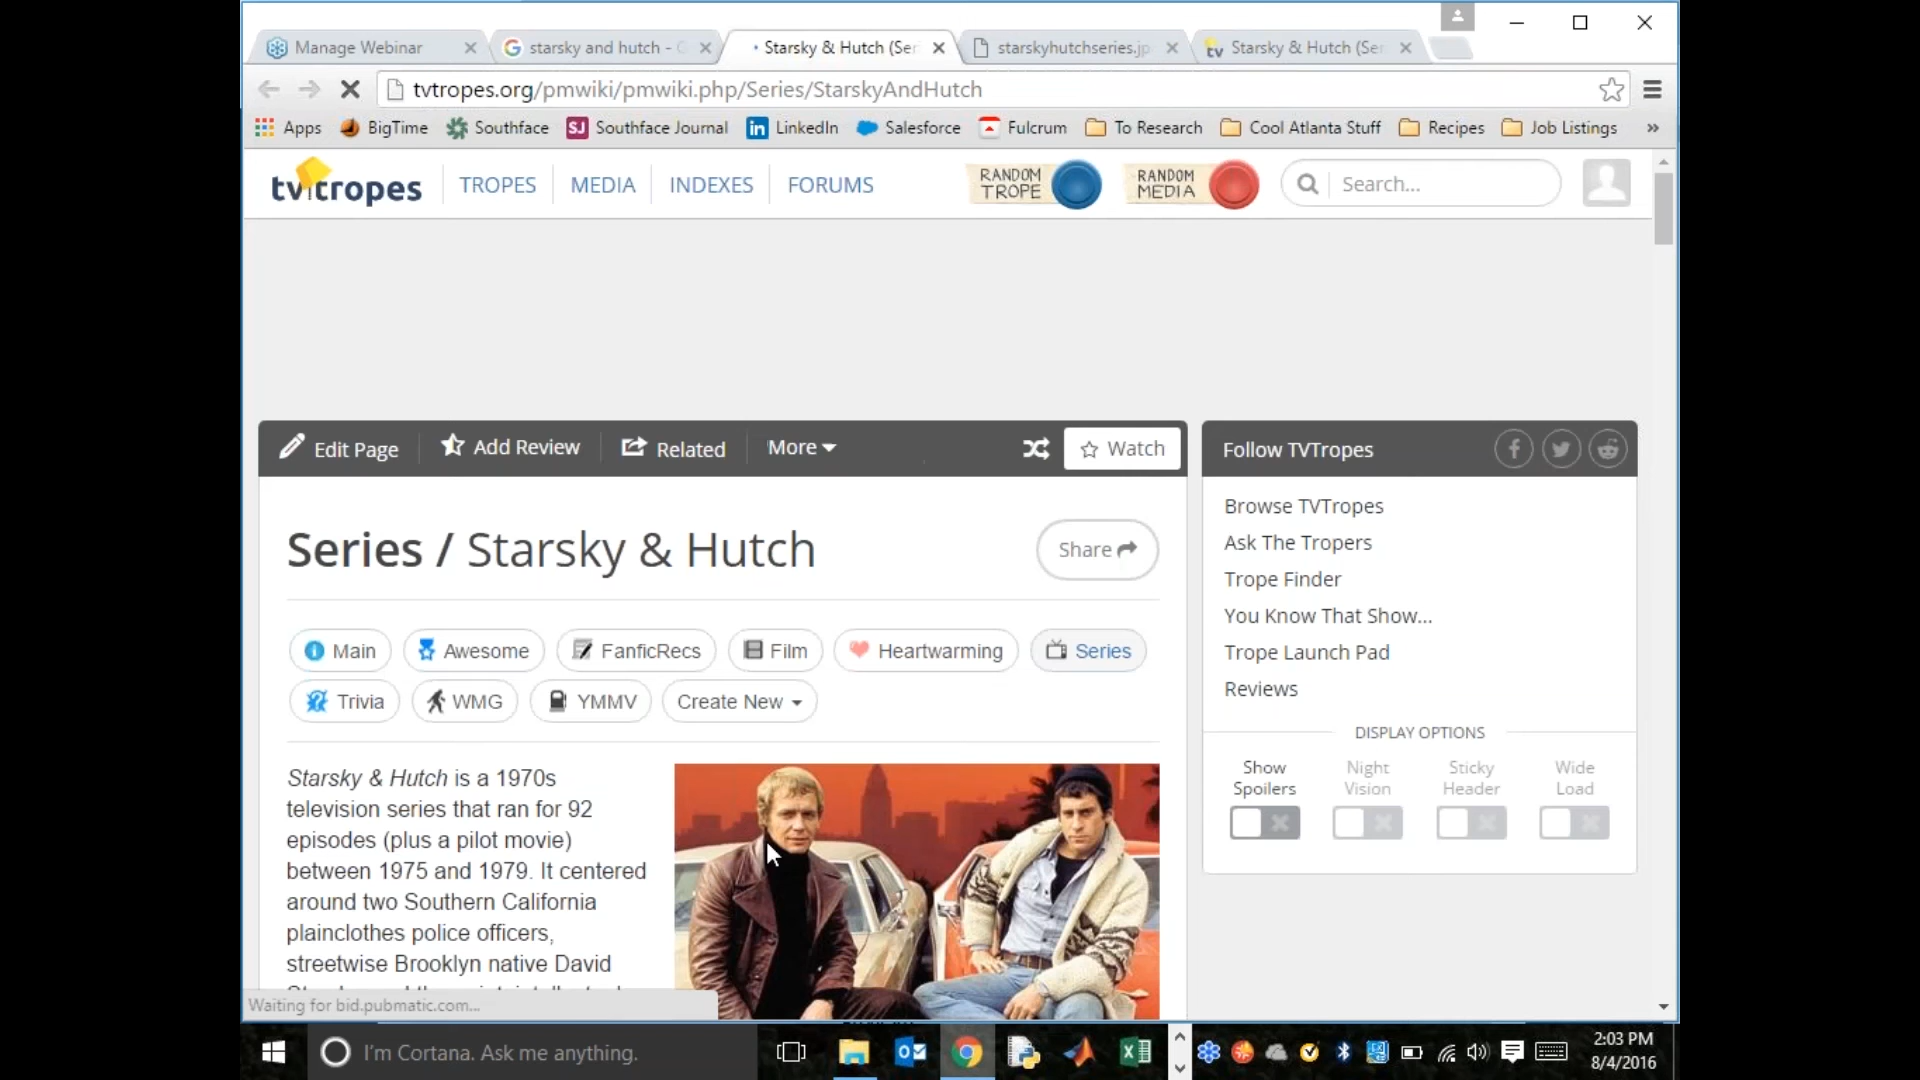 Manage Webinar
starsky and hutch -
Starsky & Hutch (Ser
starskyhutchseries.jp
Starsky & Hutch (Ser
tvtropes.org/pmwiki/pmwiki.php/Series/StarskyAndHutch
Apps BigTime Southface SJ Southface Journal in LinkedIn Salesforce Fulcrum To Research Cool Atlanta Stuff Recipes Job Listings »
tvtropes TROPES MEDIA INDEXES FORUMS RANDOM TROPE RANDOM MEDIA Search...
Edit Page Add Review Related More Watch
Follow TVTropes
Series / Starsky & Hutch Share
Main Awesome FanficRecs Film Heartwarming Series
Trivia WMG YMMV Create New
Starsky & Hutch is a 1970s
television series that ran for 92
episodes (plus a pilot movie)
between 1975 and 1979. It centered
around two Southern California
plainclothes police officers,
streetwise Brooklyn native David
Browse TVTropes
Ask The Tropers
Trope Finder
You Know That Show...
Trope Launch Pad
Reviews
DISPLAY OPTIONS
Show Spoilers
Night Vision
Sticky Header
Wide Load
Waiting for bid.pubmatic.com...
I'm Cortana. Ask me anything.
2:03 PM
8/4/2016